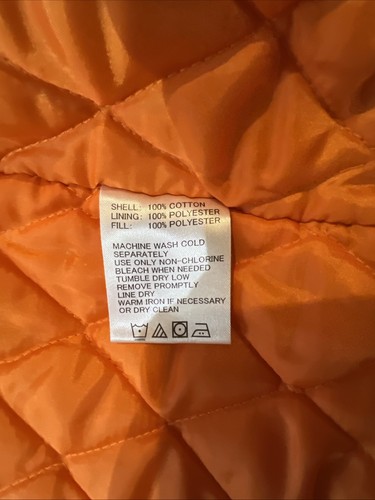 SHELL: 100% COTTON
LINING: 100% POLYESTER
FILL: 100% POLYESTER
MACHINE WASH COLD
SEPARATELY
USE ONLY NON-CHLORINE
BLEACH WHEN NEEDED
TUMBLE DRY LOW
REMOVE PROMPTLY
LINE DRY
WARM IRON IF NECESSARY
OR DRY CLEAN